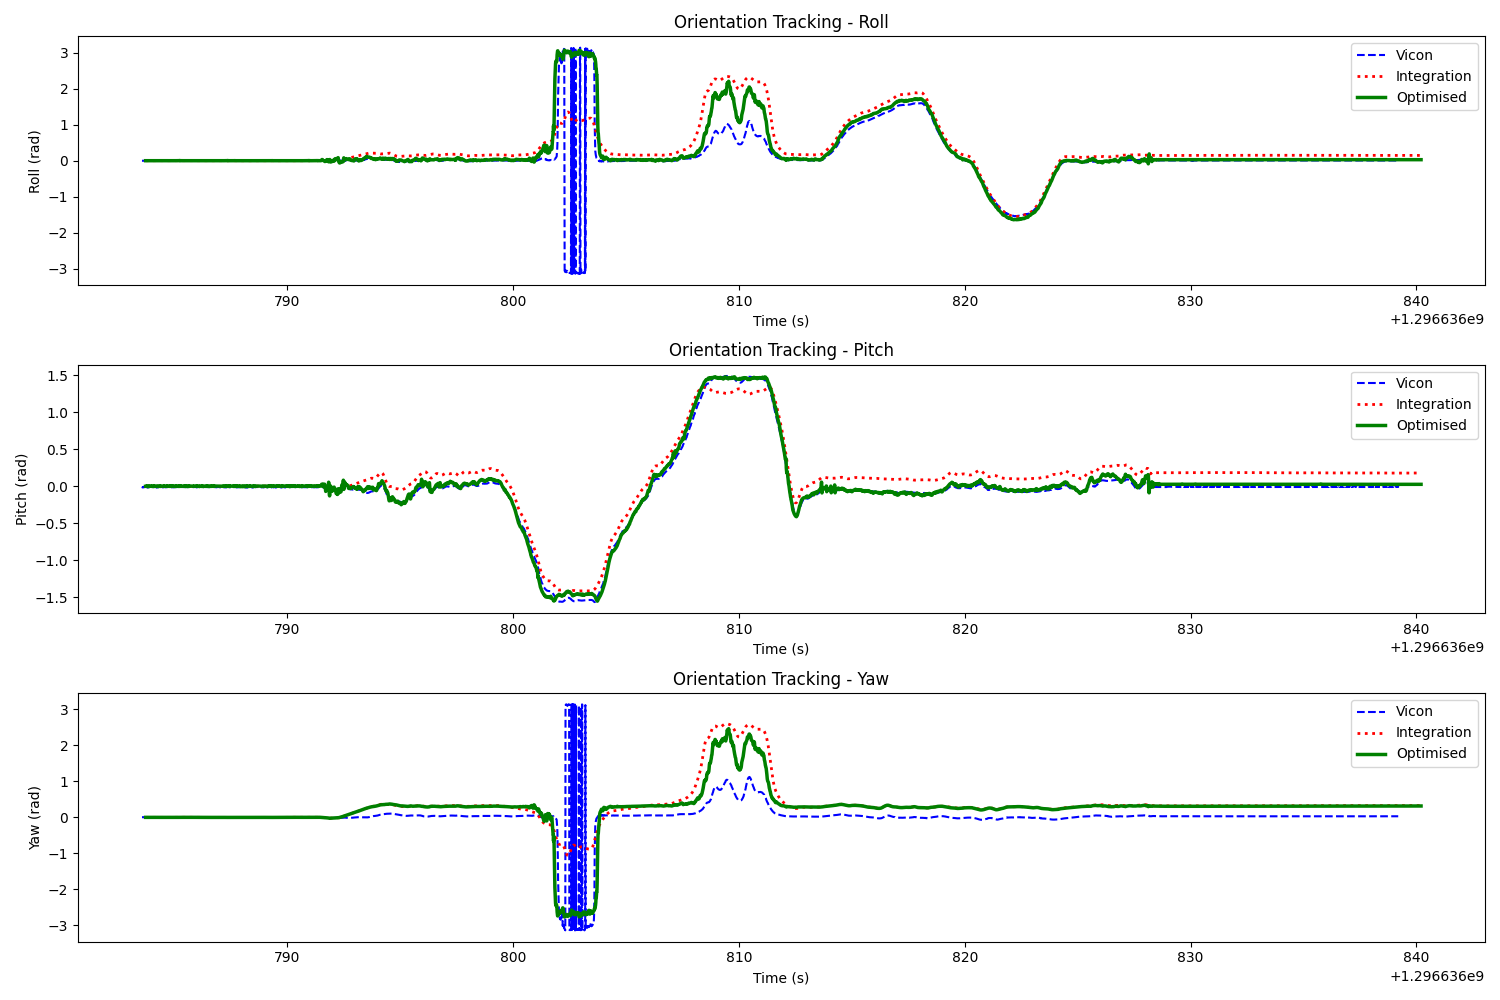 Orientation Tracking - Roll
Roll (rad)
3
2
1
0
−1
−2
−3
Vicon
Integration
Optimised
790 800 810 820 830 840
Time (s)
+1.296636e9
Orientation Tracking - Pitch
Pitch (rad)
1.5
1.0
0.5
0.0
−0.5
−1.0
−1.5
Vicon
Integration
Optimised
790 800 810 820 830 840
Time (s)
+1.296636e9
Orientation Tracking - Yaw
Yaw (rad)
3
2
1
0
−1
−2
−3
Vicon
Integration
Optimised
790 800 810 820 830 840
Time (s)
+1.296636e9